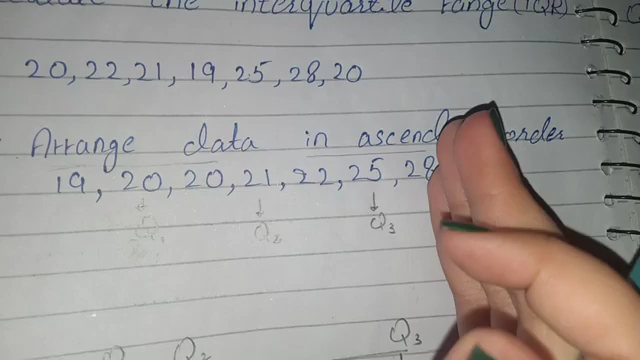 the interquartile range (IQR)
20, 22, 21, 19, 25, 28, 20
Arrange data in ascend order
19, 20, 20, 21, 22, 25, 28
↓ ↓ ↓
Q1 Q2 Q3
Q2 Q3